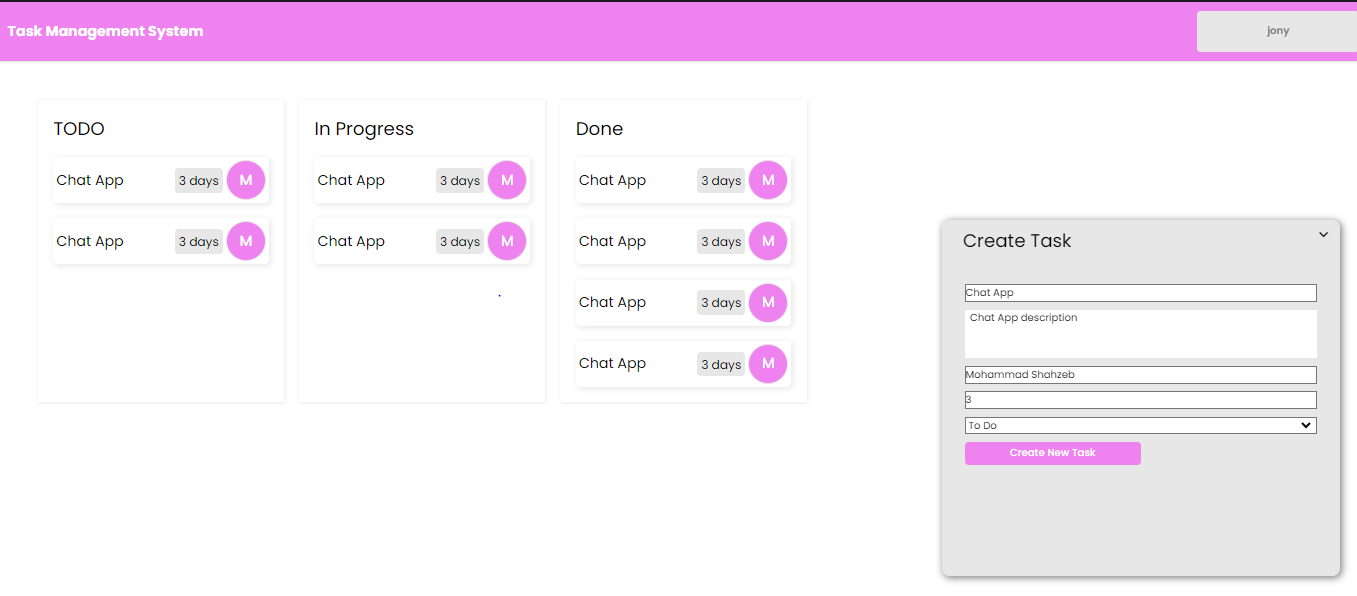 Task Management System
jony
TODO
Chat App 3 days M
Chat App 3 days M
In Progress
Chat App 3 days M
Chat App 3 days M
Done
Chat App 3 days M
Chat App 3 days M
Chat App 3 days M
Chat App 3 days M
Create Task
Chat App
Chat App description
Mohammad Shahzeb
3
To Do
Create New Task